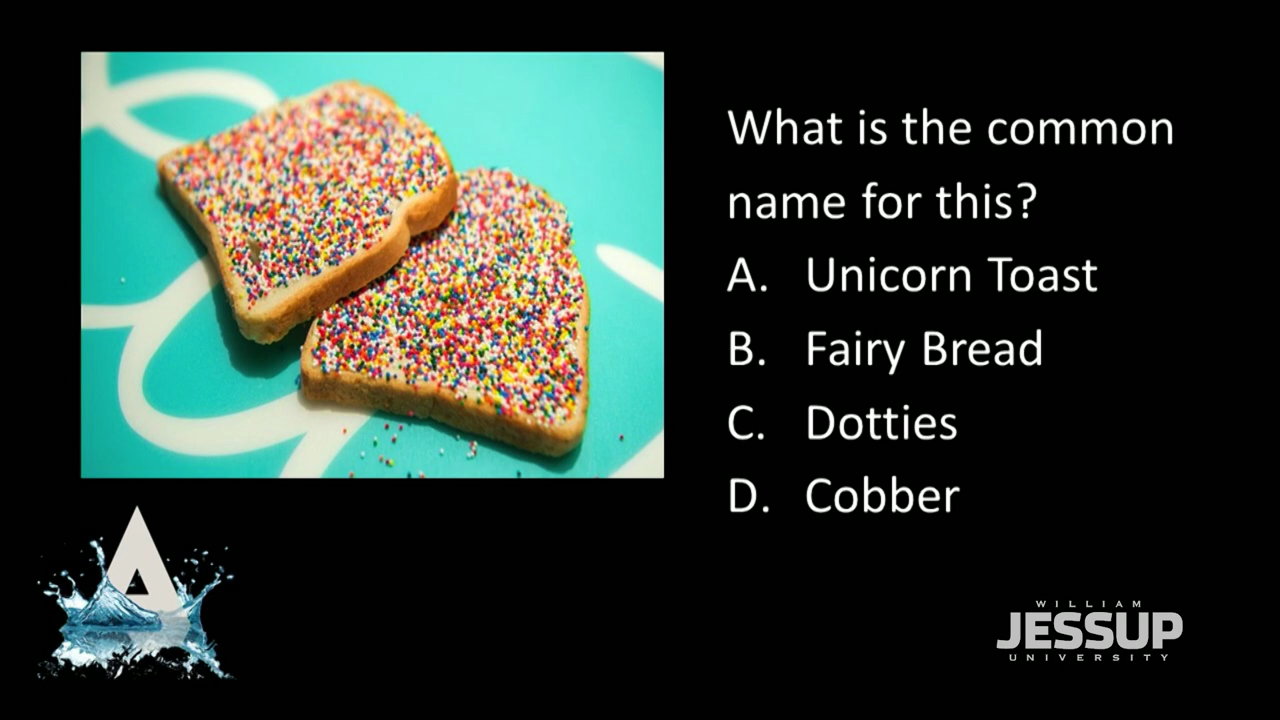 What is the common
name for this?
A. Unicorn Toast
B. Fairy Bread
C. Dotties
D. Cobber
A
WILLIAM
JESSUP
UNIVERSITY